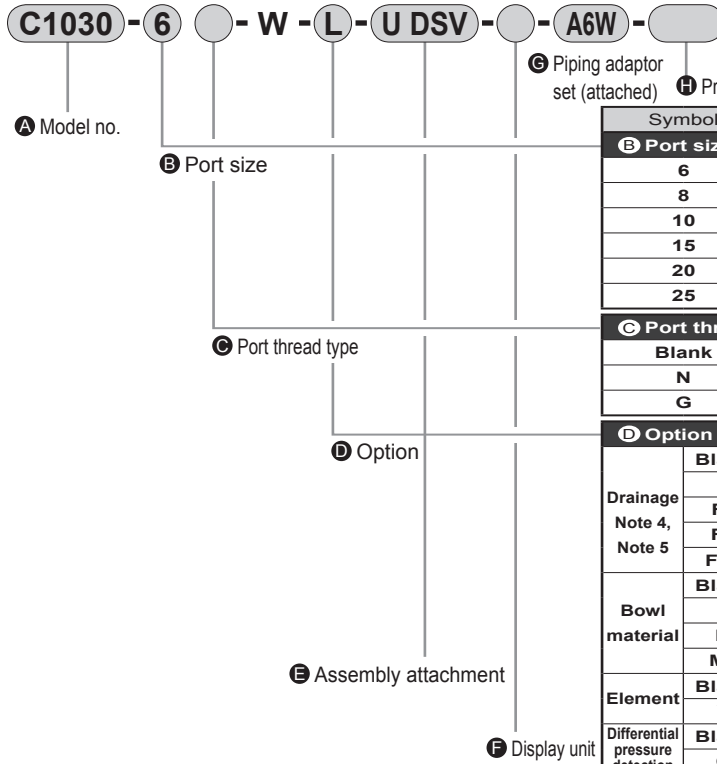 C1030 - 6 - W - L - U DSV - - A6W -
G Piping adaptor
set (attached)
H
A Model no.
B Port size
Symbol
B Port
6
8
10
15
20
25
C Port thread type
C Port
Blank
N
G
D Option
D Option
Drainage
Note 4,
Note 5
Bowl
material
Element
E Assembly attachment
F Display unit
Differential
pressure
detection